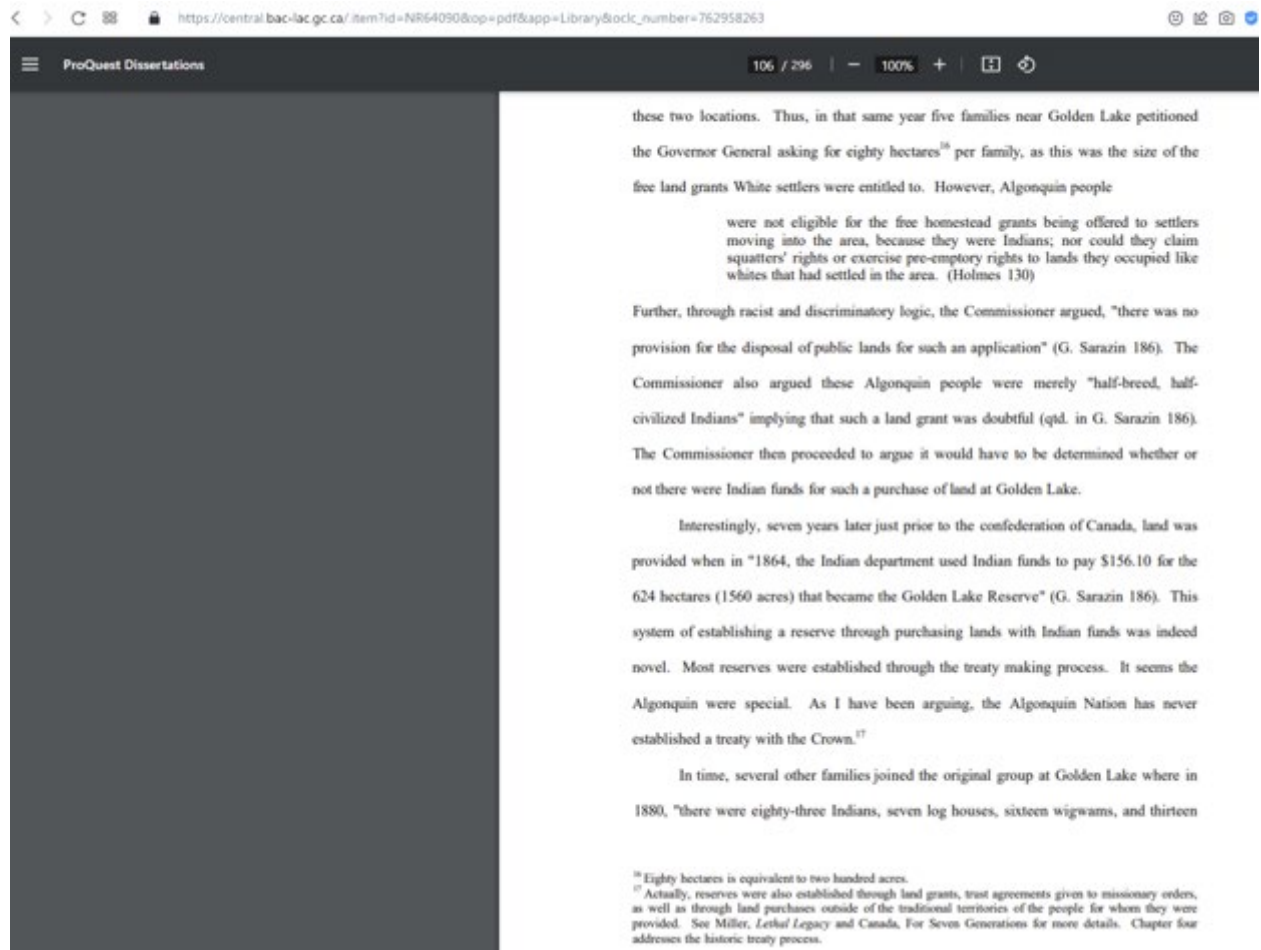 https://central.bac-lac.gc.ca/.item?id=NR64090&op=pdf&app=Library&oclc_number=762958263
ProQuest Dissertations
106 / 296 | − 100% +
these two locations. Thus, in that same year five families near Golden Lake petitioned
the Governor General asking for eighty hectares16 per family, as this was the size of the
free land grants White settlers were entitled to. However, Algonquin people
were not eligible for the free homestead grants being offered to settlers
moving into the area, because they were Indians; nor could they claim
squatters' rights or exercise pre-emptory rights to lands they occupied like
whites that had settled in the area. (Holmes 130)
Further, through racist and discriminatory logic, the Commissioner argued, "there was no
provision for the disposal of public lands for such an application" (G. Sarazin 186). The
Commissioner also argued these Algonquin people were merely "half-breed, half-
civilized Indians" implying that such a land grant was doubtful (qtd. in G. Sarazin 186).
The Commissioner then proceeded to argue it would have to be determined whether or
not there were Indian funds for such a purchase of land at Golden Lake.
Interestingly, seven years later just prior to the confederation of Canada, land was
provided when in "1864, the Indian department used Indian funds to pay $156.10 for the
624 hectares (1560 acres) that became the Golden Lake Reserve" (G. Sarazin 186). This
system of establishing a reserve through purchasing lands with Indian funds was indeed
novel. Most reserves were established through the treaty making process. It seems the
Algonquin were special. As I have been arguing, the Algonquin Nation has never
established a treaty with the Crown.17
In time, several other families joined the original group at Golden Lake where in
1880, "there were eighty-three Indians, seven log houses, sixteen wigwams, and thirteen
16 Eighty hectares is equivalent to two hundred acres.
17 Actually, reserves were also established through land grants, trust agreements given to missionary orders,
as well as through land purchases outside of the traditional territories of the people for whom they were
provided. See Miller, Lethal Legacy and Canada, For Seven Generations for more details. Chapter four
addresses the historic treaty process.